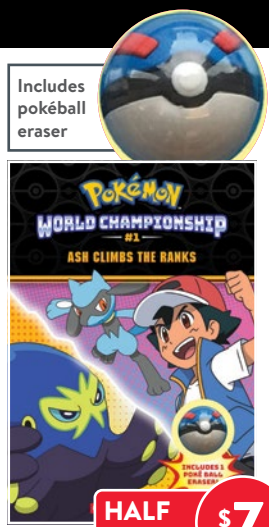 Includes
pokéball
eraser
POKÉMON
WORLD CHAMPIONSHIP
#1
ASH CLIMBS THE RANKS
INCLUDES 1
POKÉ BALL
ERASER!
HALF
$7